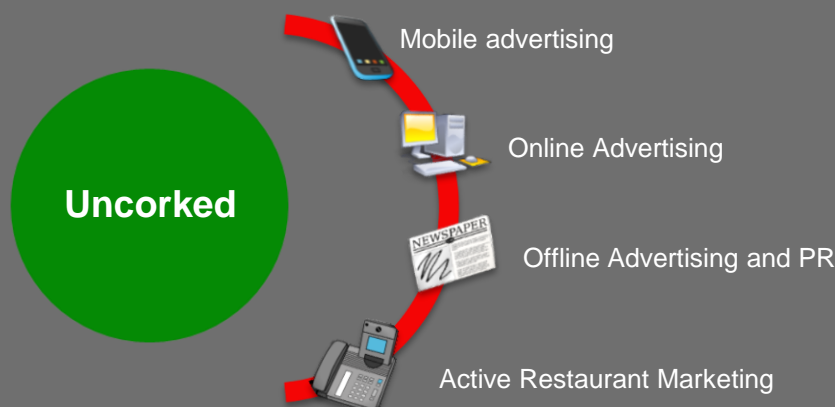 Mobile advertising
Online Advertising
Uncorked
NEWSPAPER
Offline Advertising and PR
Active Restaurant Marketing